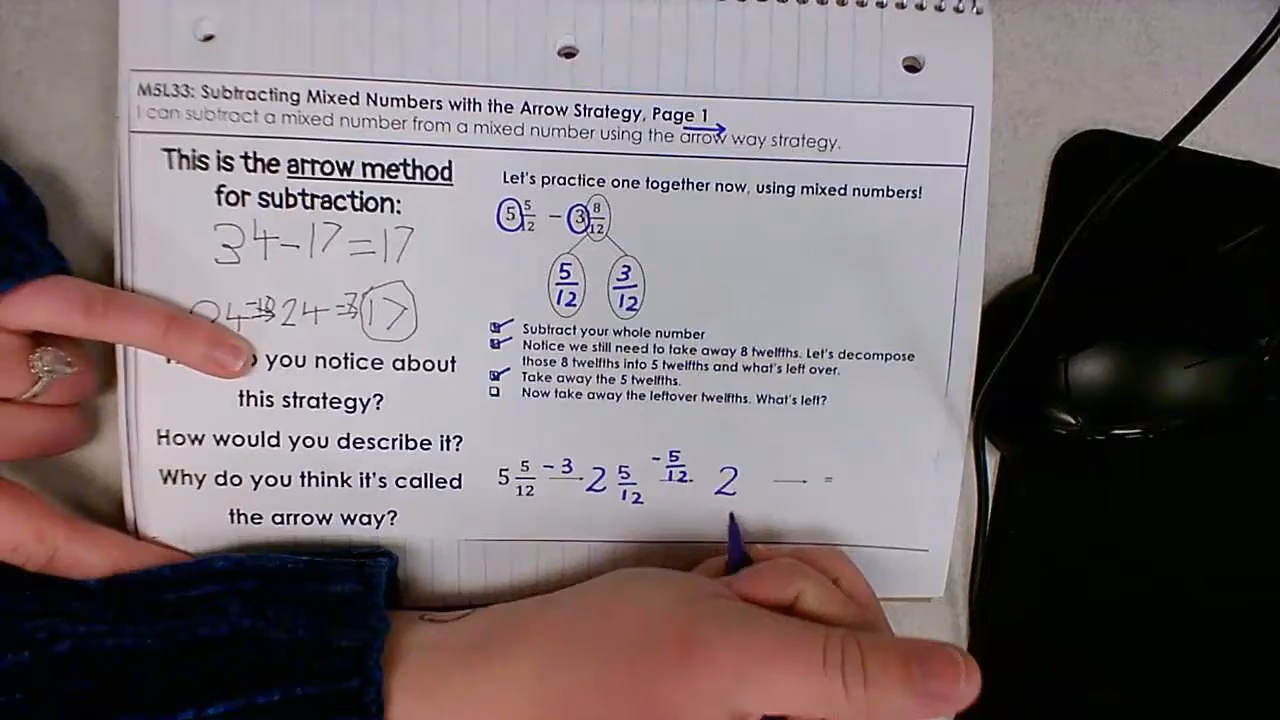 M5L33: Subtracting Mixed Numbers with the Arrow Strategy, Page 1
I can subtract a mixed number from a mixed number using the arrow way strategy.
This is the arrow method
for subtraction:
34-17=17
24 17
you notice about
this strategy?
How would you describe it?
Why do you think it's called
the arrow way?
Let's practice one together now, using mixed numbers!
5 5/12 - 3 8/12
5/12 3/12
Subtract your whole number
Notice we still need to take away 8 twelfths. Let's decompose
those 8 twelfths into 5 twelfths and what's left over.
Take away the 5 twelfths.
Now take away the leftover twelfths. What's left?
5 5/12 -3 2 5/12 -5/12 2 =